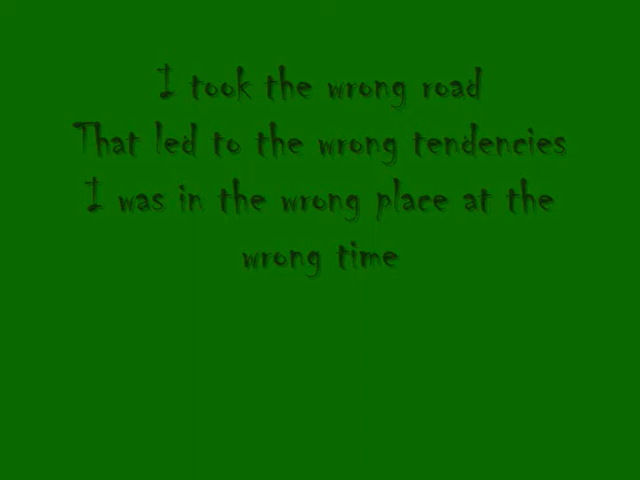 I took the wrong road
That led to the wrong tendencies
I was in the wrong place at the
wrong time